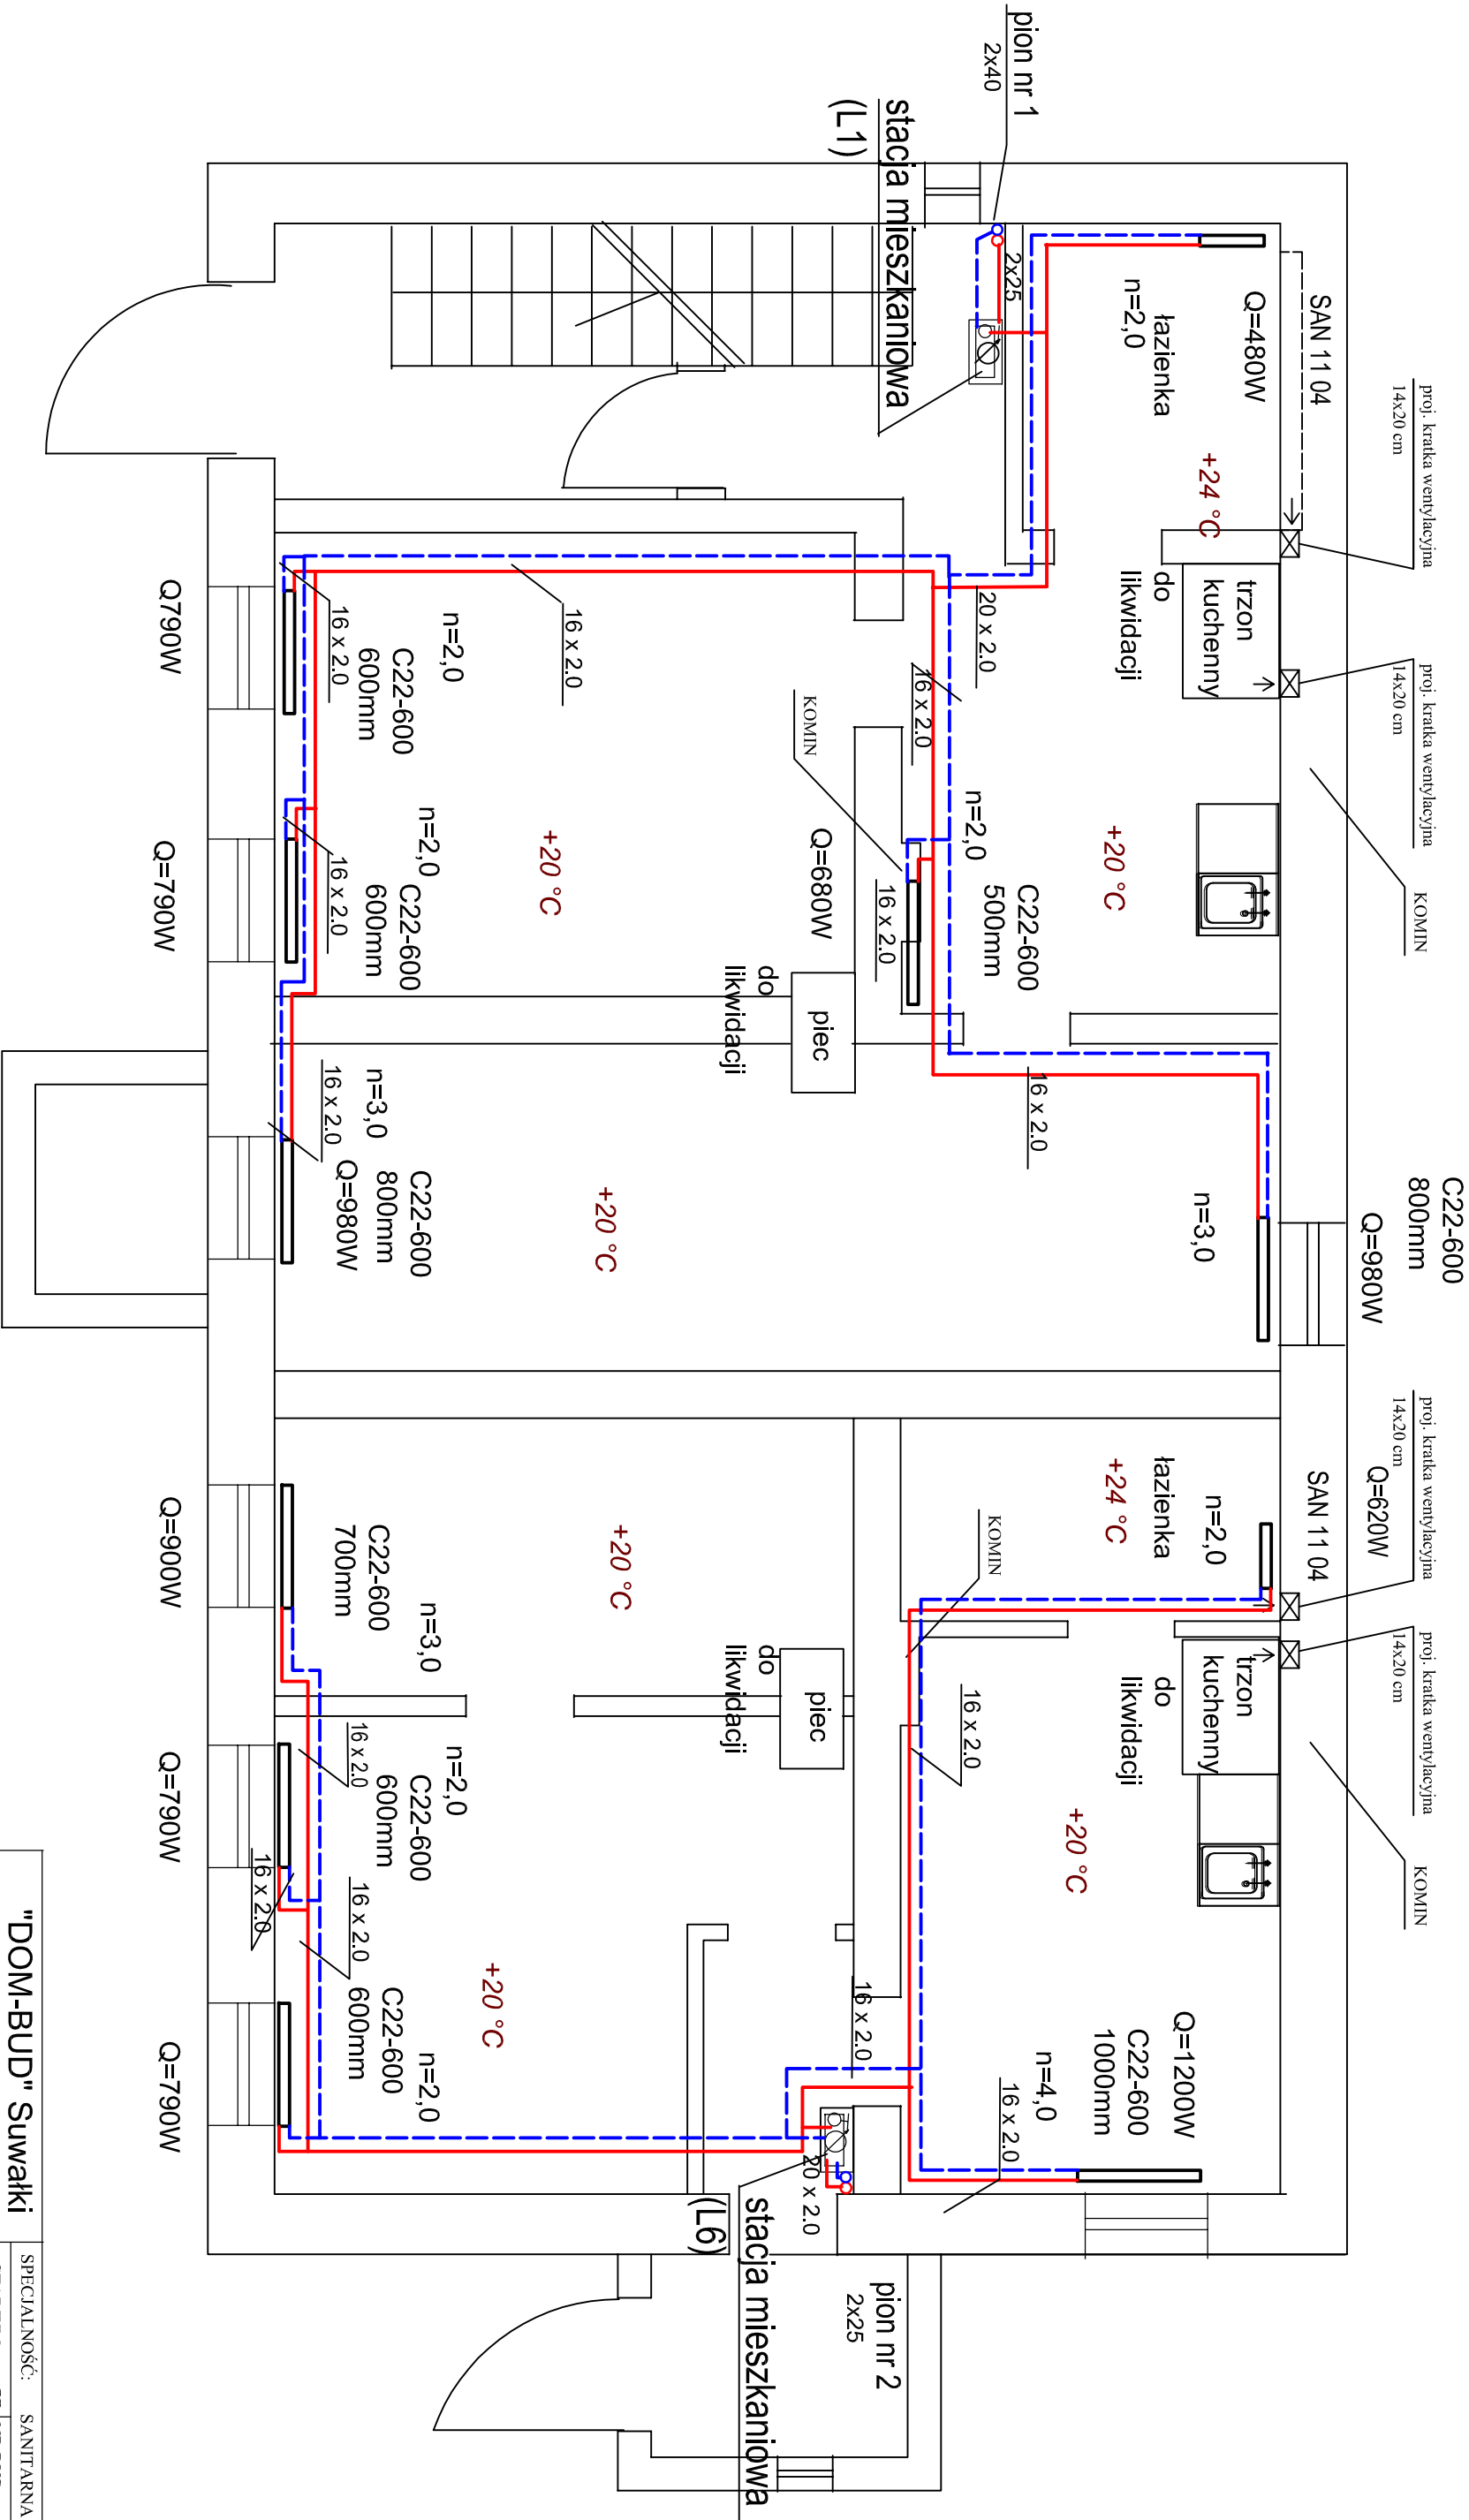 pion nr 1
2x40
stacja mieszkaniowa
(L1)
2x25
n=2,0
łazienka
Q=480W
SAN 11 04
+24 °C
proj. kratka wentylacyjna
14x20 cm
proj. kratka wentylacyjna
14x20 cm
KOMIN
trzon
kuchenny
do
likwidacji
20 x 2.0
16 x 2.0
16 x 2.0
16 x 2.0
n=2,0
C22-600
600mm
Q790W
KOMIN
n=2,0
C22-600
500mm
Q=680W
16 x 2.0
+20 °C
+20 °C
n=2,0
C22-600
600mm
16 x 2.0
Q=790W
piec
do
likwidacji
16 x 2.0
n=3,0
C22-600
800mm
Q=980W
16 x 2.0
+20 °C
n=3,0
C22-600
800mm
Q=980W
proj. kratka wentylacyjna
14x20 cm
Q=620W
SAN 11 04
n=2,0
łazienka
+24 °C
KOMIN
+20 °C
C22-600
700mm
n=3,0
Q=900W
proj. kratka wentylacyjna
14x20 cm
KOMIN
trzon
kuchenny
do
likwidacji
16 x 2.0
piec
do
likwidacji
n=2,0
C22-600
600mm
16 x 2.0
Q=790W
16 x 2.0
16 x 2.0
+20 °C
+20 °C
16 x 2.0
Q=1200W
C22-600
1000mm
n=4,0
16 x 2.0
C22-600
600mm
n=2,0
Q=790W
20 x 2.0
stacja mieszkaniowa
(L6)
pion nr 2
2x25
"DOM-BUD" Suwałki
SPECJALNOŚĆ: SANITARNA